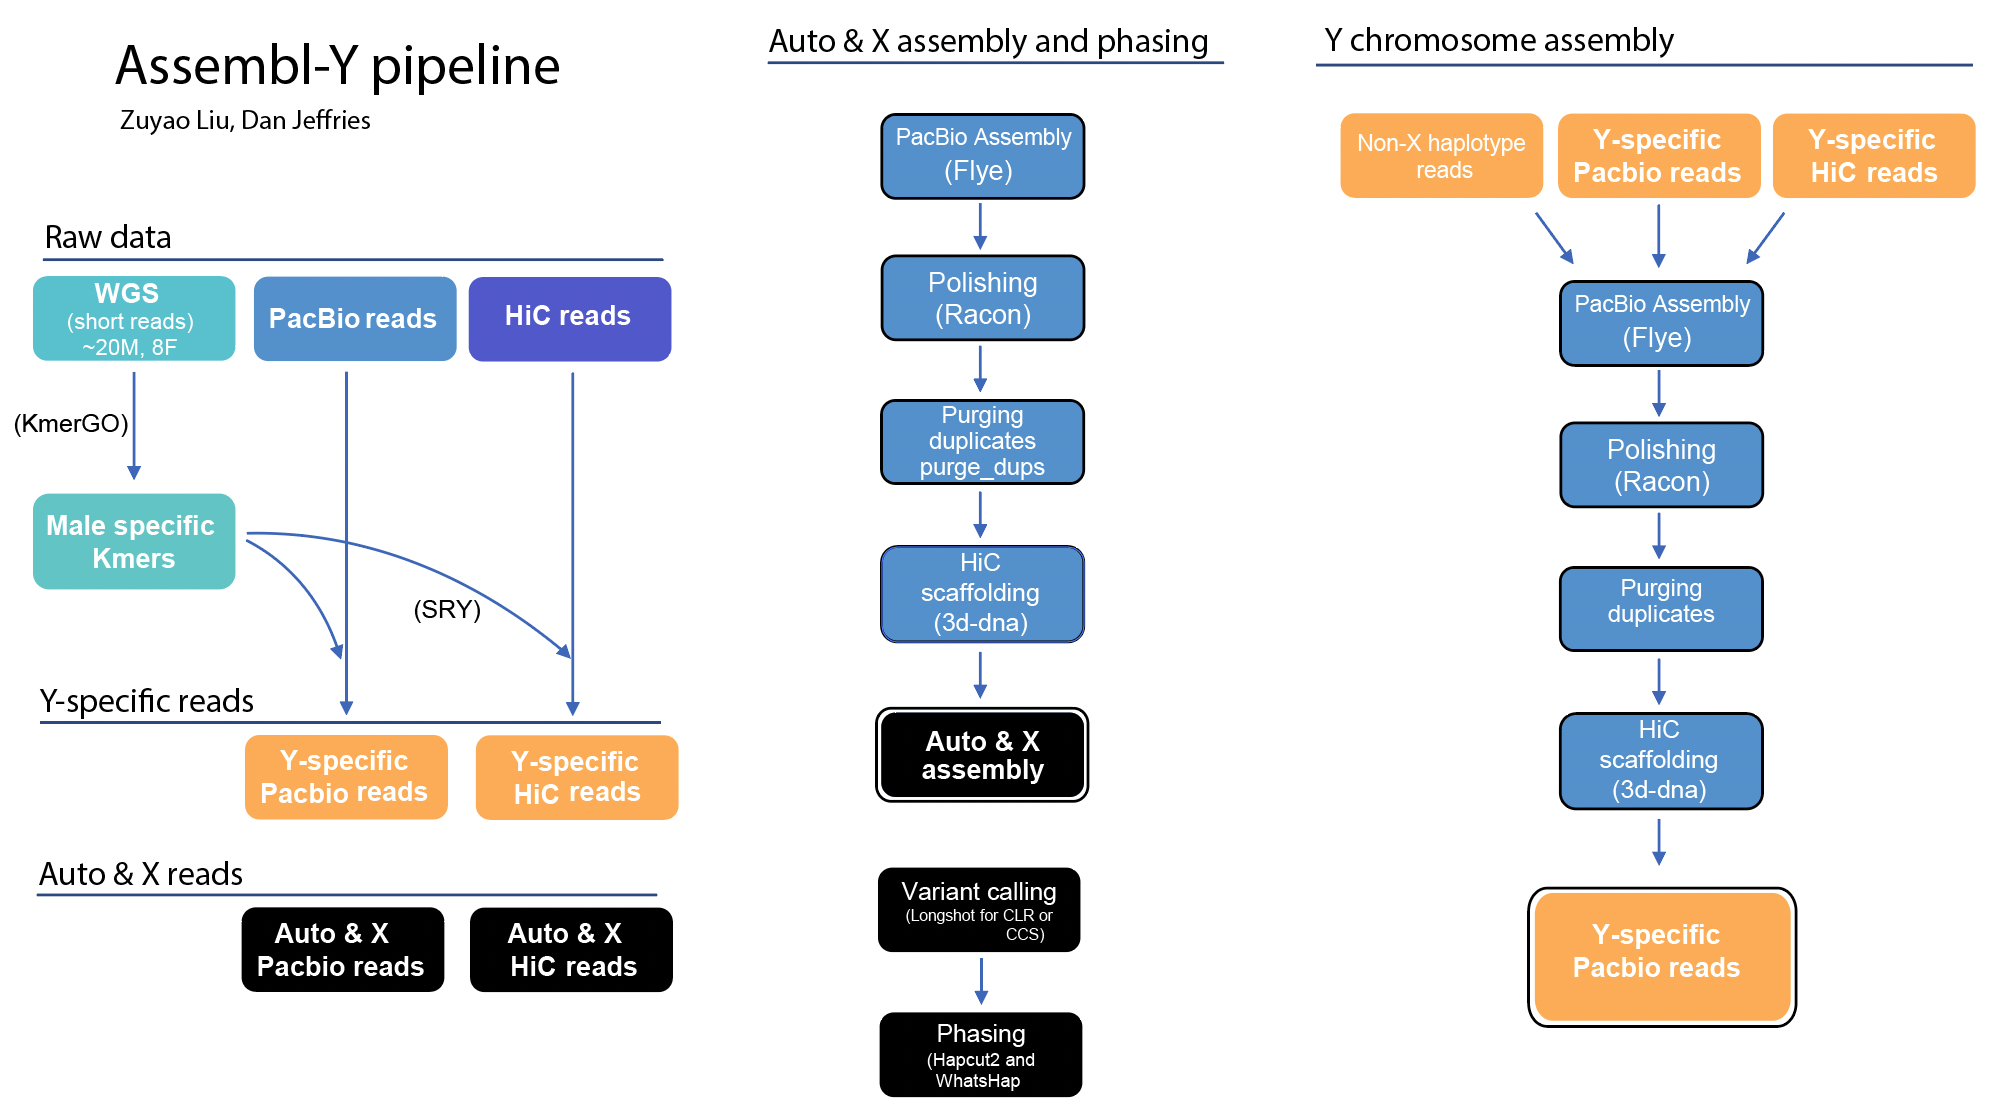 Assembl-Y pipeline
Zuyao Liu, Dan Jeffries
Raw data
WGS
(short reads)
~20M, 8F
PacBio reads
HiC reads
(KmerGO)
Male specific
Kmers
(SRY)
Y-specific reads
Y-specific
Pacbio reads
Y-specific
HiC reads
Auto & X reads
Auto & X
Pacbio reads
Auto & X
HiC reads
Auto & X assembly and phasing
PacBio Assembly
(Flye)
Polishing
(Racon)
Purging
duplicates
purge_dups
HiC
scaffolding
(3d-dna)
Auto & X
assembly
Variant calling
(Longshot for CLR or
CCS)
Phasing
(Hapcut2 and
WhatsHap
Y chromosome assembly
Non-X haplotype
reads
Y-specific
Pacbio reads
Y-specific
HiC reads
PacBio Assembly
(Flye)
Polishing
(Racon)
Purging
duplicates
HiC
scaffolding
(3d-dna)
Y-specific
Pacbio reads